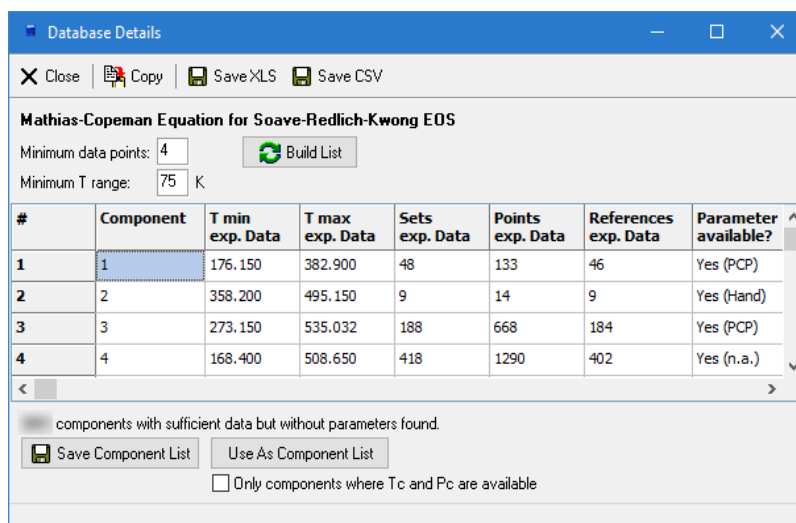 Database Details
Close Copy Save XLS Save CSV
Mathias-Copeman Equation for Soave-Redlich-Kwong EOS
Minimum data points: 4 Build List
Minimum T range: 75 K
# Component T min exp. Data T max exp. Data Sets exp. Data Points exp. Data References exp. Data Parameter available?
1 1 176.150 382.900 48 133 46 Yes (PCP)
2 2 358.200 495.150 9 14 9 Yes (Hand)
3 3 273.150 535.032 188 668 184 Yes (PCP)
4 4 168.400 508.650 418 1290 402 Yes (n.a.)
components with sufficient data but without parameters found.
Save Component List Use As Component List
Only components where Tc and Pc are available